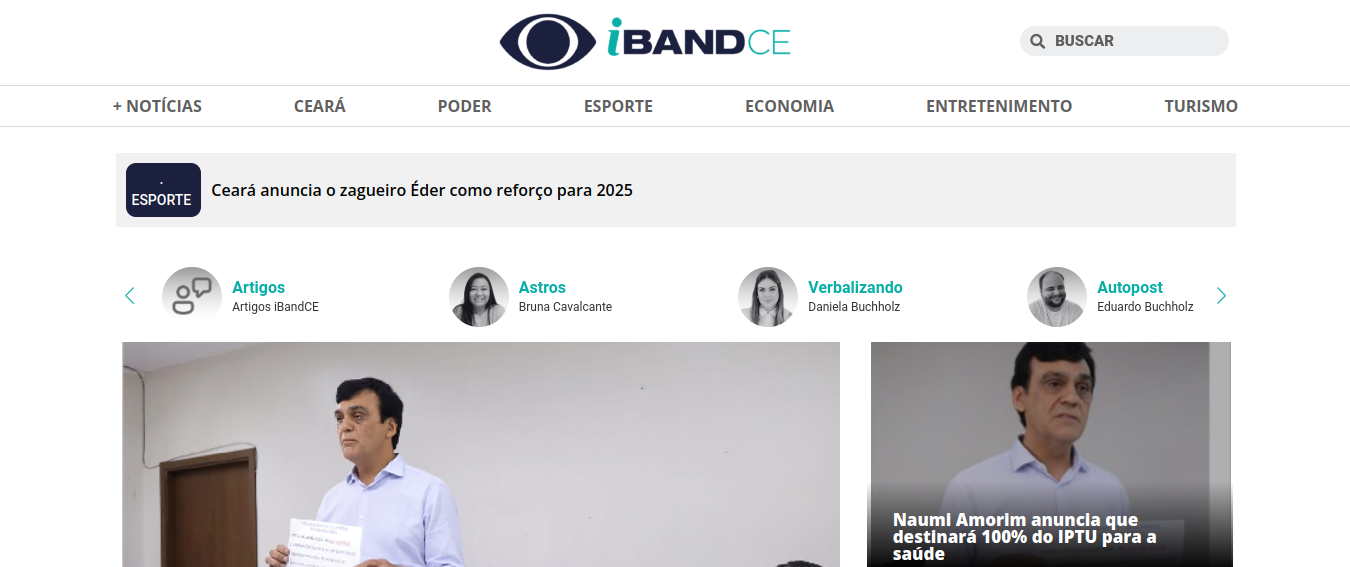 iBANDCE
BUSCAR
+ NOTÍCIAS
CEARÁ
PODER
ESPORTE
ECONOMIA
ENTRETENIMENTO
TURISMO
.
ESPORTE
Ceará anuncia o zagueiro Éder como reforço para 2025
Artigos
Artigos iBandCE
Astros
Bruna Cavalcante
Verbalizando
Daniela Buchholz
Autopost
Eduardo Buchholz
Naumi Amorim anuncia que
destinará 100% do IPTU para a
saúde